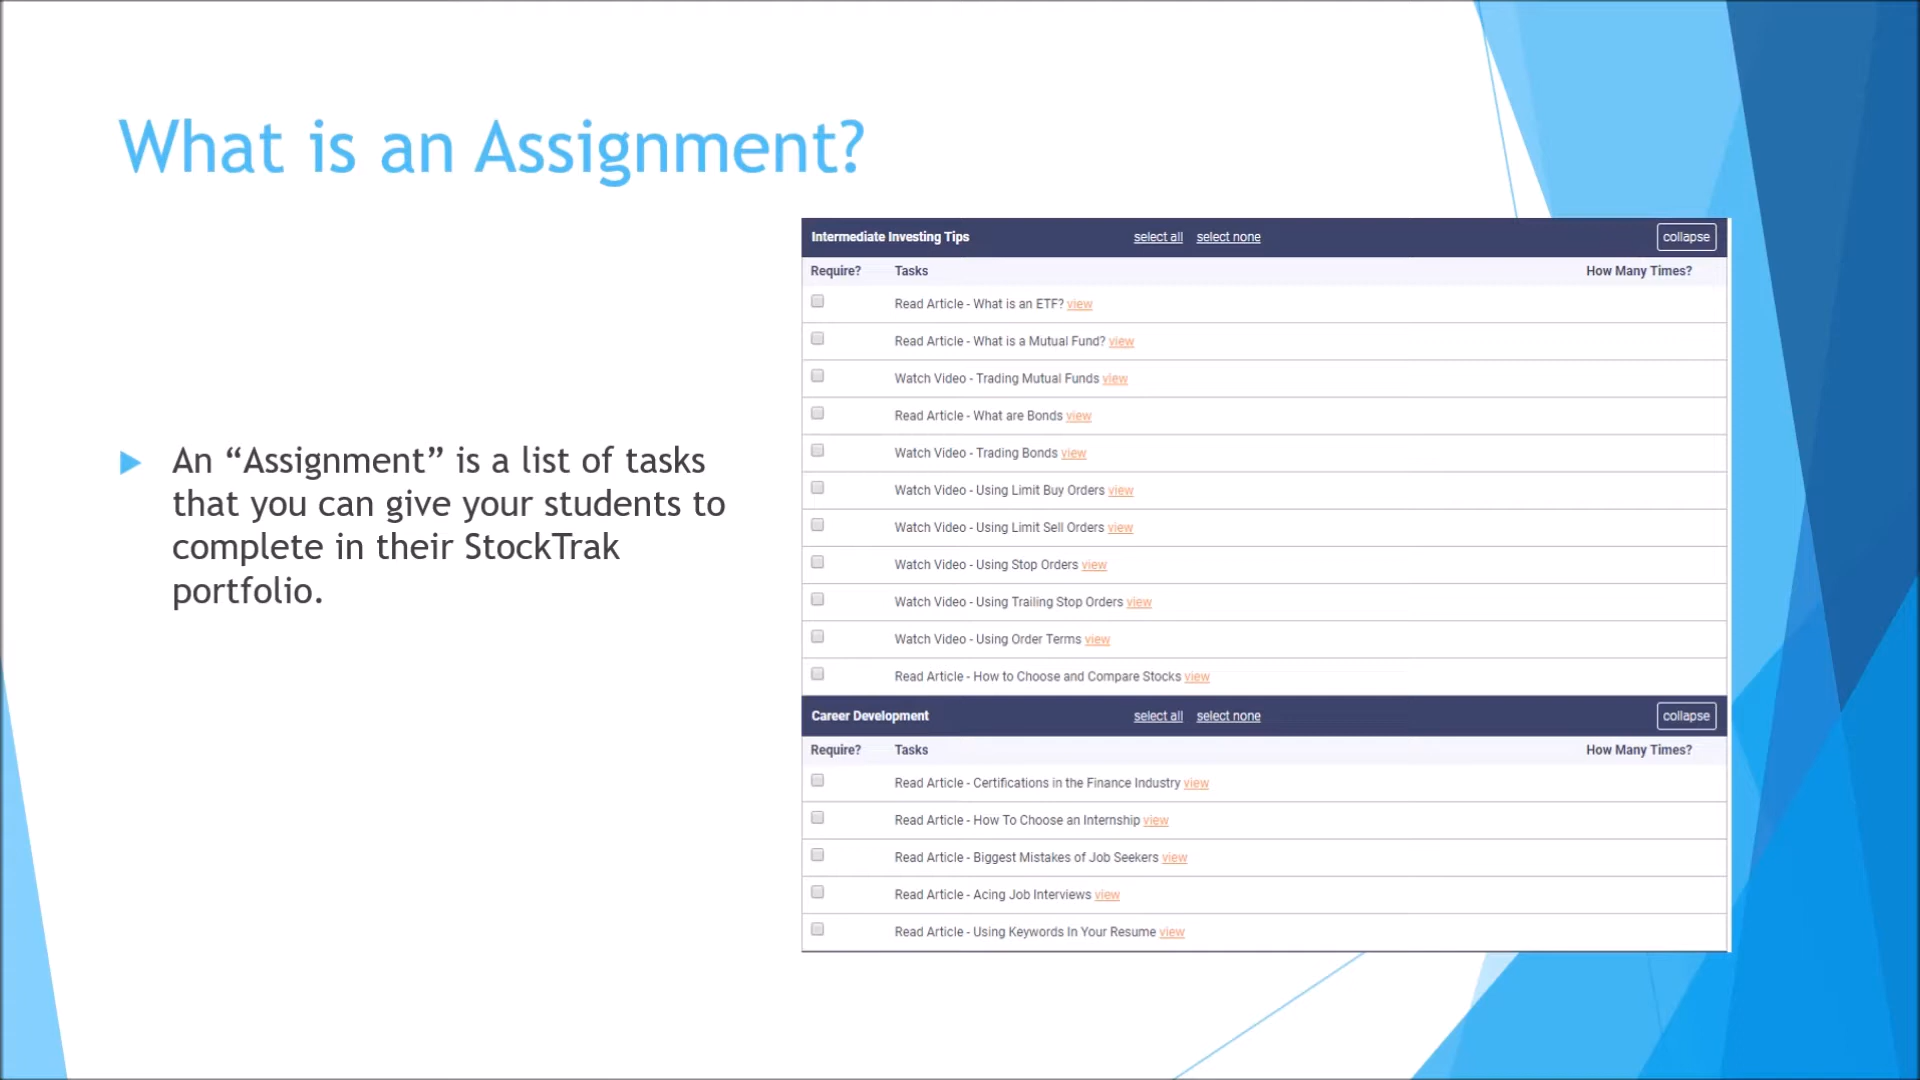 What is an Assignment?
An “Assignment” is a list of tasks
that you can give your students to
complete in their StockTrak
portfolio.
Intermediate Investing Tips select all select none collapse
Require? Tasks How Many Times?
Read Article - What is an ETF? view
Read Article - What is a Mutual Fund? view
Watch Video - Trading Mutual Funds view
Read Article - What are Bonds view
Watch Video - Trading Bonds view
Watch Video - Using Limit Buy Orders view
Watch Video - Using Limit Sell Orders view
Watch Video - Using Stop Orders view
Watch Video - Using Trailing Stop Orders view
Watch Video - Using Order Terms view
Read Article - How to Choose and Compare Stocks view
Career Development select all select none collapse
Require? Tasks How Many Times?
Read Article - Certifications in the Finance Industry view
Read Article - How To Choose an Internship view
Read Article - Biggest Mistakes of Job Seekers view
Read Article - Acing Job Interviews view
Read Article - Using Keywords In Your Resume view